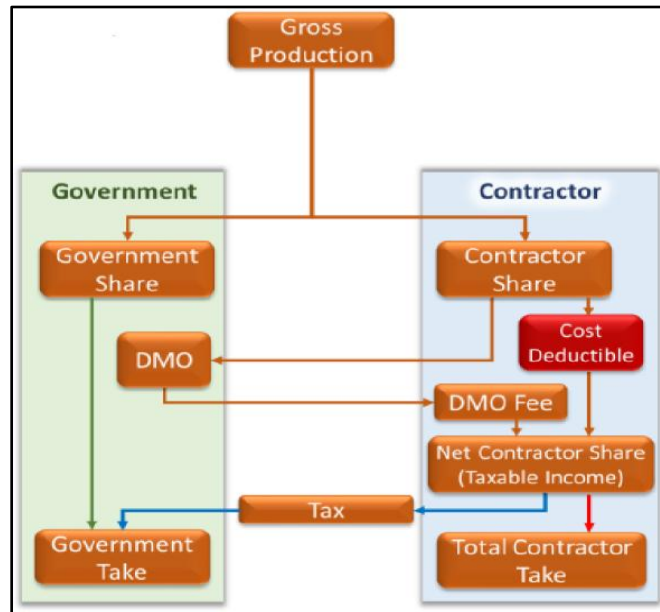 Gross
Production
Government
Contractor
Government
Share
Contractor
Share
DMO
Cost
Deductible
DMO Fee
Net Contractor Share
(Taxable Income)
Tax
Government
Take
Total Contractor
Take